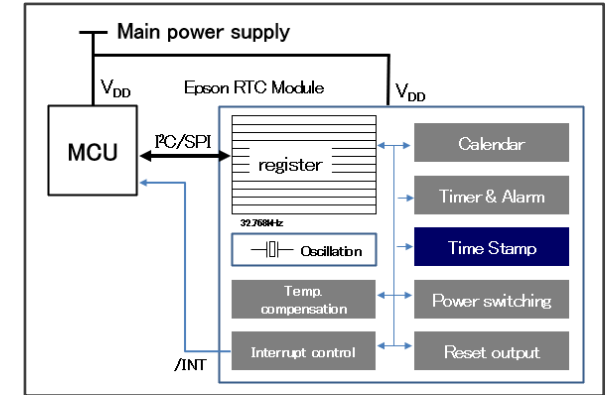 Main power supply
VDD
Epson RTC Module
VDD
MCU
I²C/SPI
register
Calendar
Timer & Alarm
32.768kHz
Oscillation
Time Stamp
Temp.
compensation
Power switching
Interrupt control
Reset output
/INT